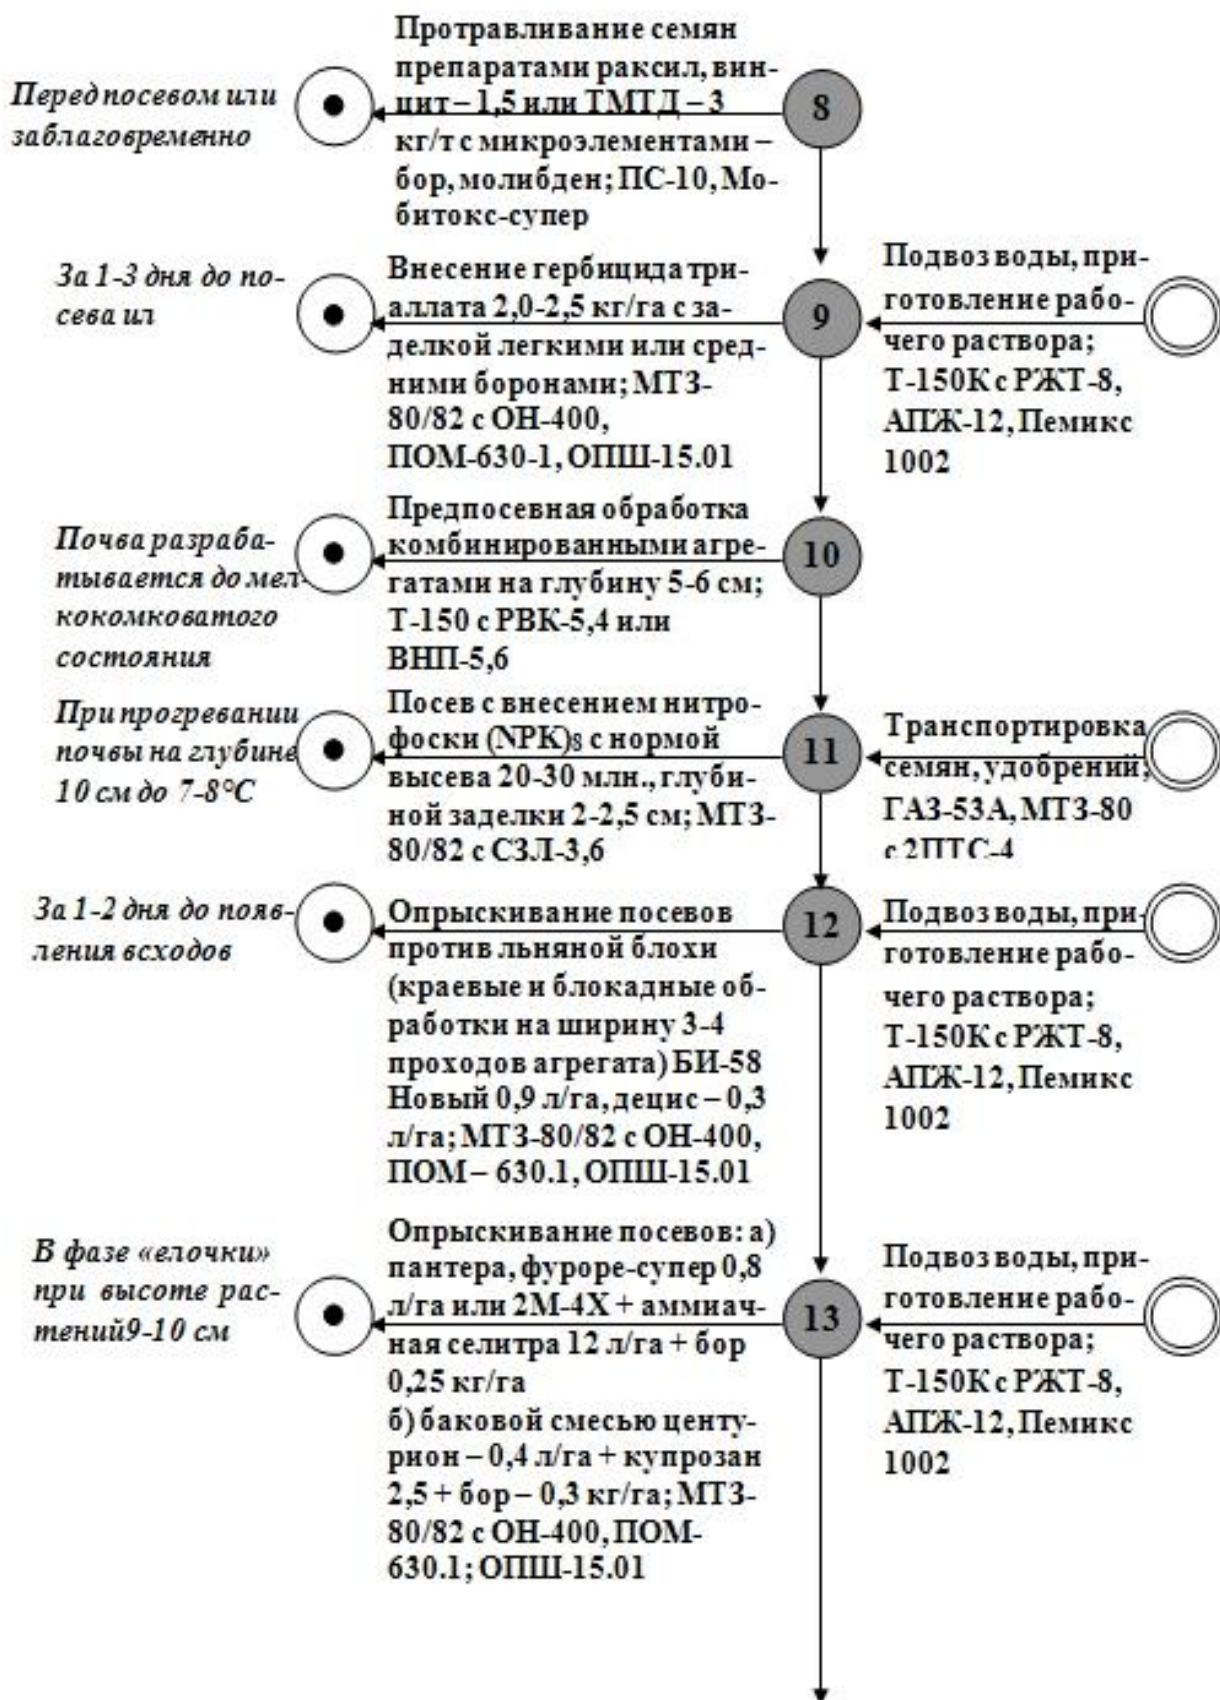 Протравливание семян
препаратами раксил, вин-
цит – 1,5 или ТМТД – 3
кг/т с микроэлементами –
бор, молибден; ПС-10, Мо-
битокс-супер
Перед посевом или
заблаговременно
8
За 1-3 дня до по-
сева ил
Внесение гербицида три-
аллата 2,0-2,5 кг/га с за-
делкой легкими или сред-
ними боронами; МТЗ-
80/82 с ОН-400,
ПОМ-630-1, ОПШ-15.01
9
Подвоз воды, при-
готовление рабо-
чего раствора;
Т-150К с РЖТ-8,
АПЖ-12, Пемикс
1002
Почва разраба-
тывается до мел-
кокомковатого
состояния
Предпосевная обработка
комбинированными агре-
гатами на глубину 5-6 см;
Т-150 с РВК-5,4 или
ВНП-5,6
10
При прогревании
почвы на глубине
10 см до 7-8°С
Посев с внесением нитро-
фоски (NPK)8 с нормой
высева 20-30 млн., глуби-
ной заделки 2-2,5 см; МТЗ-
80/82 с СЗЛ-3,6
11
Транспортировка
семян, удобрений;
ГАЗ-53А, МТЗ-80
с 2ПТС-4
За 1-2 дня до появ-
ления всходов
Опрыскивание посевов
против льняной блохи
(краевые и блокадные об-
работки на ширину 3-4
проходов агрегата) БИ-58
Новый 0,9 л/га, децис – 0,3
л/га; МТЗ-80/82 с ОН-400,
ПОМ – 630.1, ОПШ-15.01
12
Подвоз воды, при-
готовление рабо-
чего раствора;
Т-150К с РЖТ-8,
АПЖ-12, Пемикс
1002
В фазе «елочки»
при высоте рас-
тений 9-10 см
Опрыскивание посевов: а)
пантера, фуроре-супер 0,8
л/га или 2М-4Х + аммиач-
ная селитра 12 л/га + бор
0,25 кг/га
б) баковой смесью центу-
рион – 0,4 л/га + купрозан
2,5 + бор – 0,3 кг/га; МТЗ-
80/82 с ОН-400, ПОМ-
630.1; ОПШ-15.01
13
Подвоз воды, при-
готовление рабо-
чего раствора;
Т-150К с РЖТ-8,
АПЖ-12, Пемикс
1002